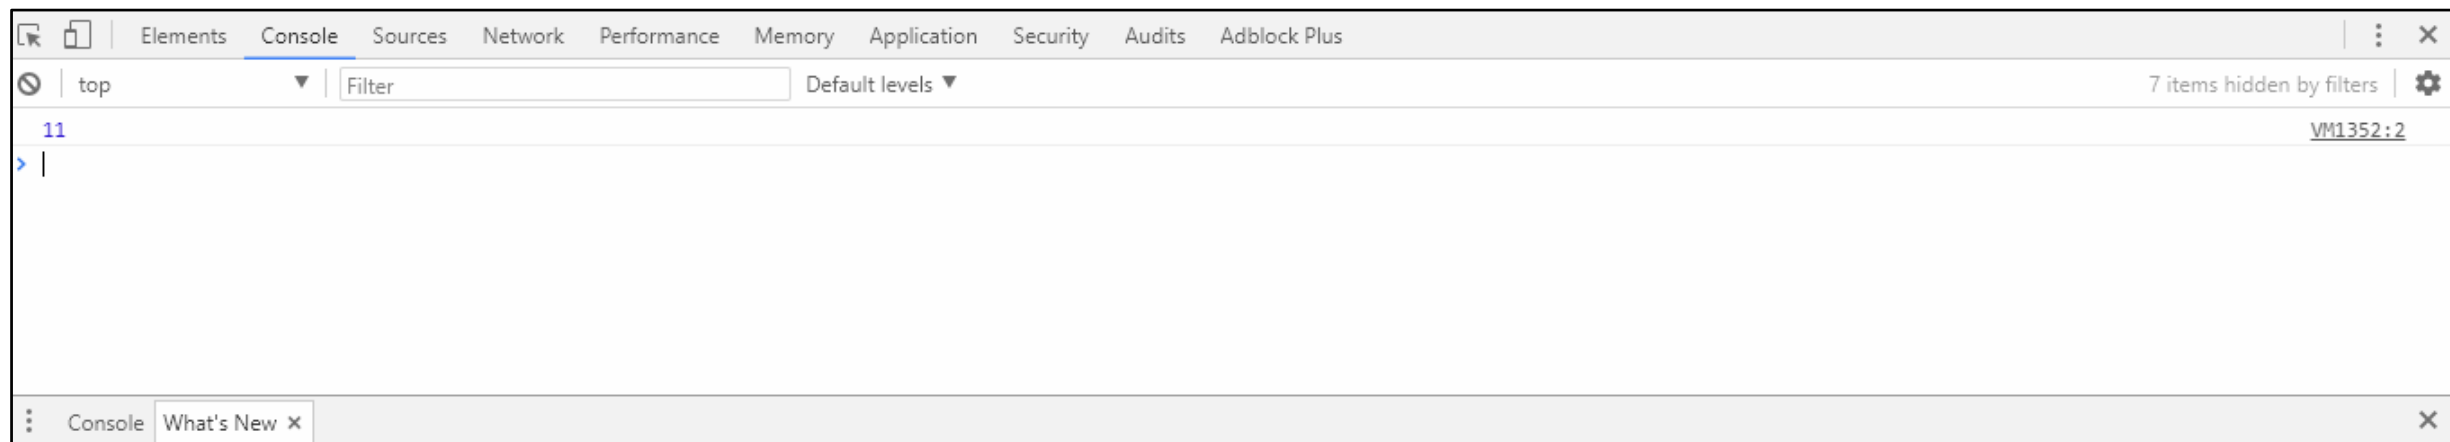 Elements Console Sources Network Performance Memory Application Security Audits Adblock Plus
top Filter Default levels 7 items hidden by filters
11 VM1352:2
Console What's New